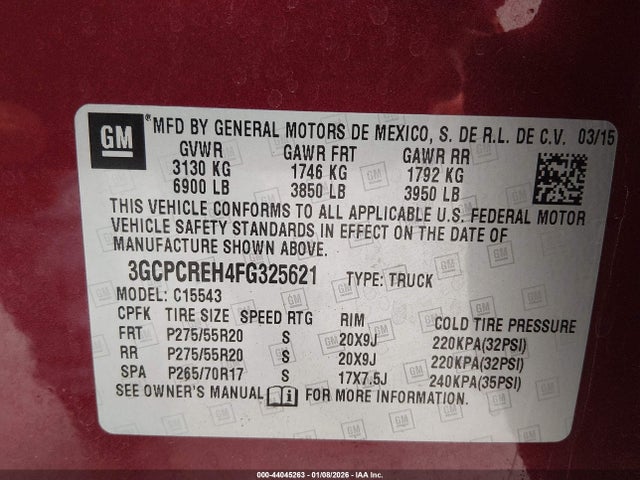 GM ® MFD BY GENERAL MOTORS DE MEXICO, S. DE R.L. DE C.V. 03/15
GVWR GAWR FRT GAWR RR
3130 KG 1746 KG 1792 KG
6900 LB 3850 LB 3950 LB
THIS VEHICLE CONFORMS TO ALL APPLICABLE U.S. FEDERAL MOTOR
VEHICLE SAFETY STANDARDS IN EFFECT ON THE DATE OF
MANUFACTURE SHOWN ABOVE.
3GCPCREH4FG325621 TYPE: TRUCK
MODEL: C15543
CPFK TIRE SIZE SPEED RTG RIM COLD TIRE PRESSURE
FRT P275/55R20 S 20X9J 220KPA(32PSI)
RR P275/55R20 S 20X9J 220KPA(32PSI)
SPA P265/70R17 S 17X7.5J 240KPA(35PSI)
SEE OWNER'S MANUAL i FOR MORE INFORMATION.
000-44045263 - 01/08/2026 - IAA Inc.